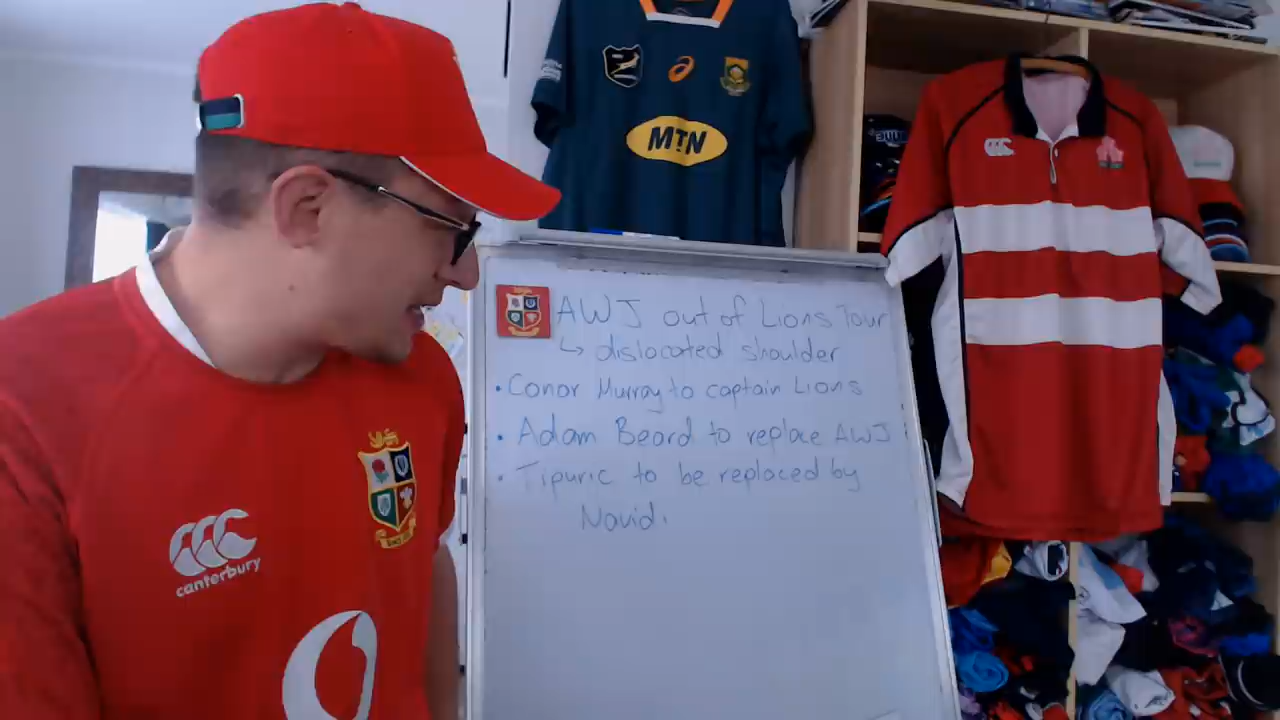 MTN
AWJ out of Lions Tour
↳ dislocated shoulder
• Conor Murray to captain Lions
• Adam Beard to replace AWJ
• Tipuric to be replaced by
Navidi
canterbury